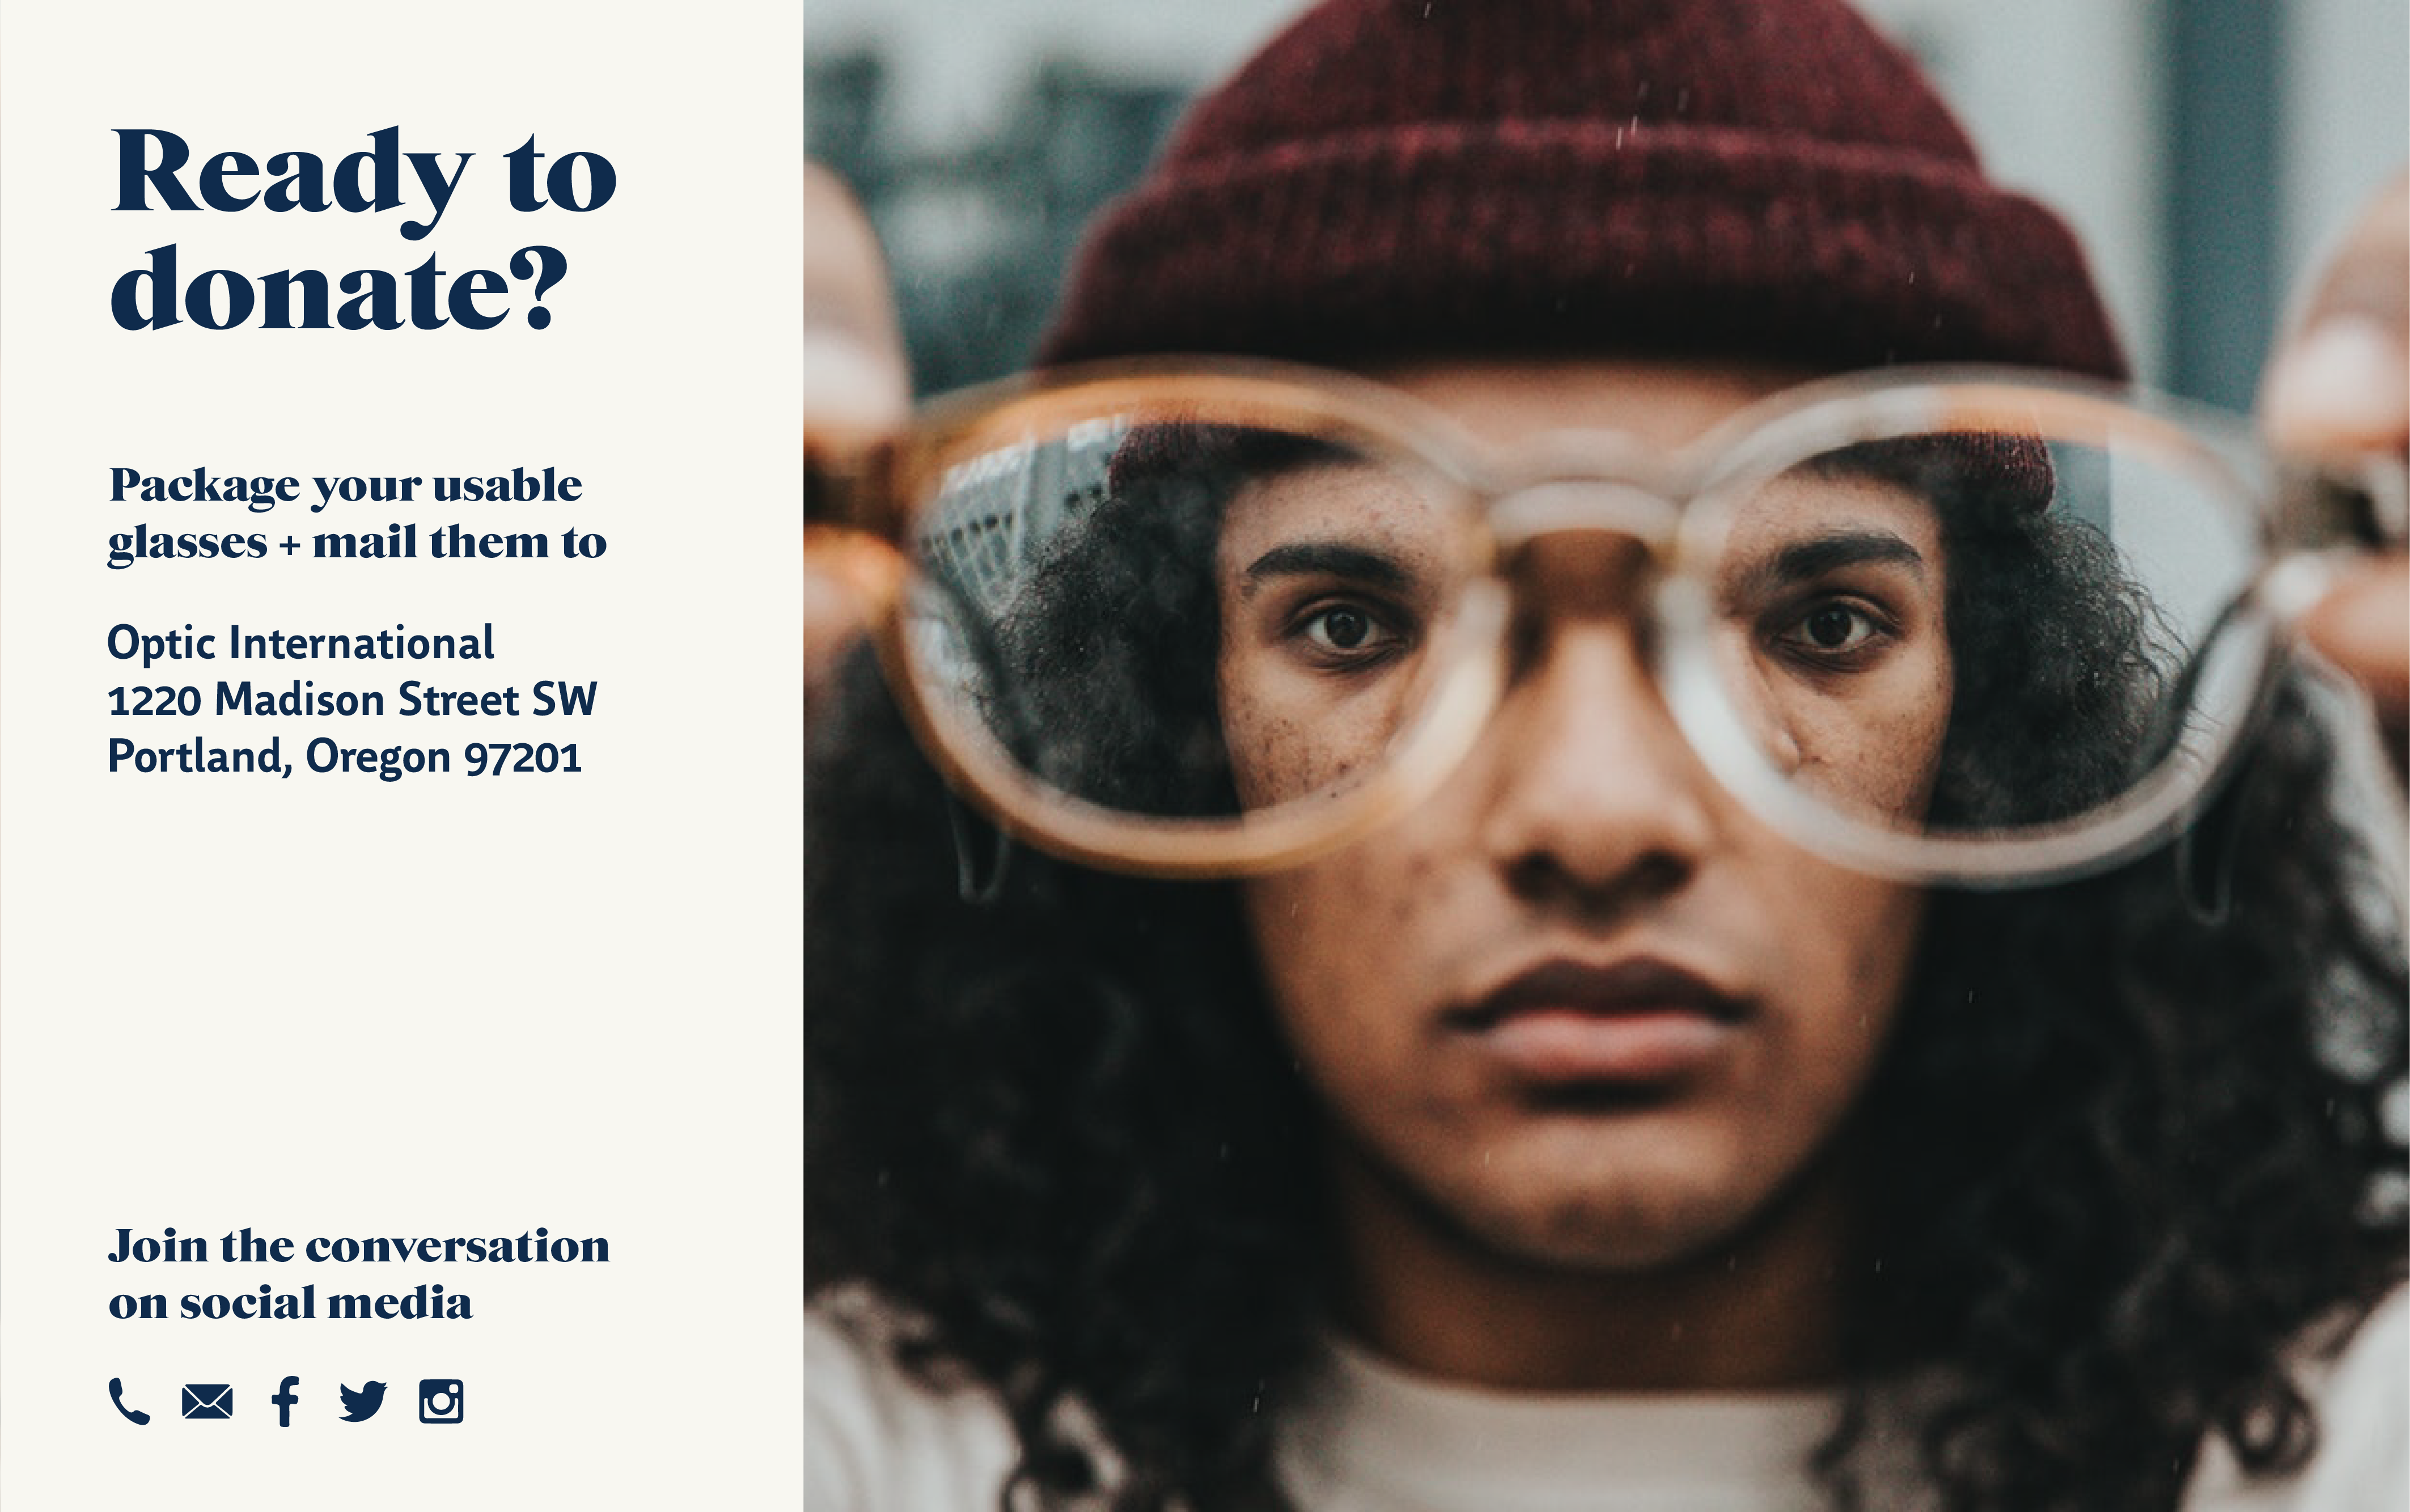 Ready to
donate?
Package your usable
glasses + mail them to
Optic International
1220 Madison Street SW
Portland, Oregon 97201
Join the conversation
on social media